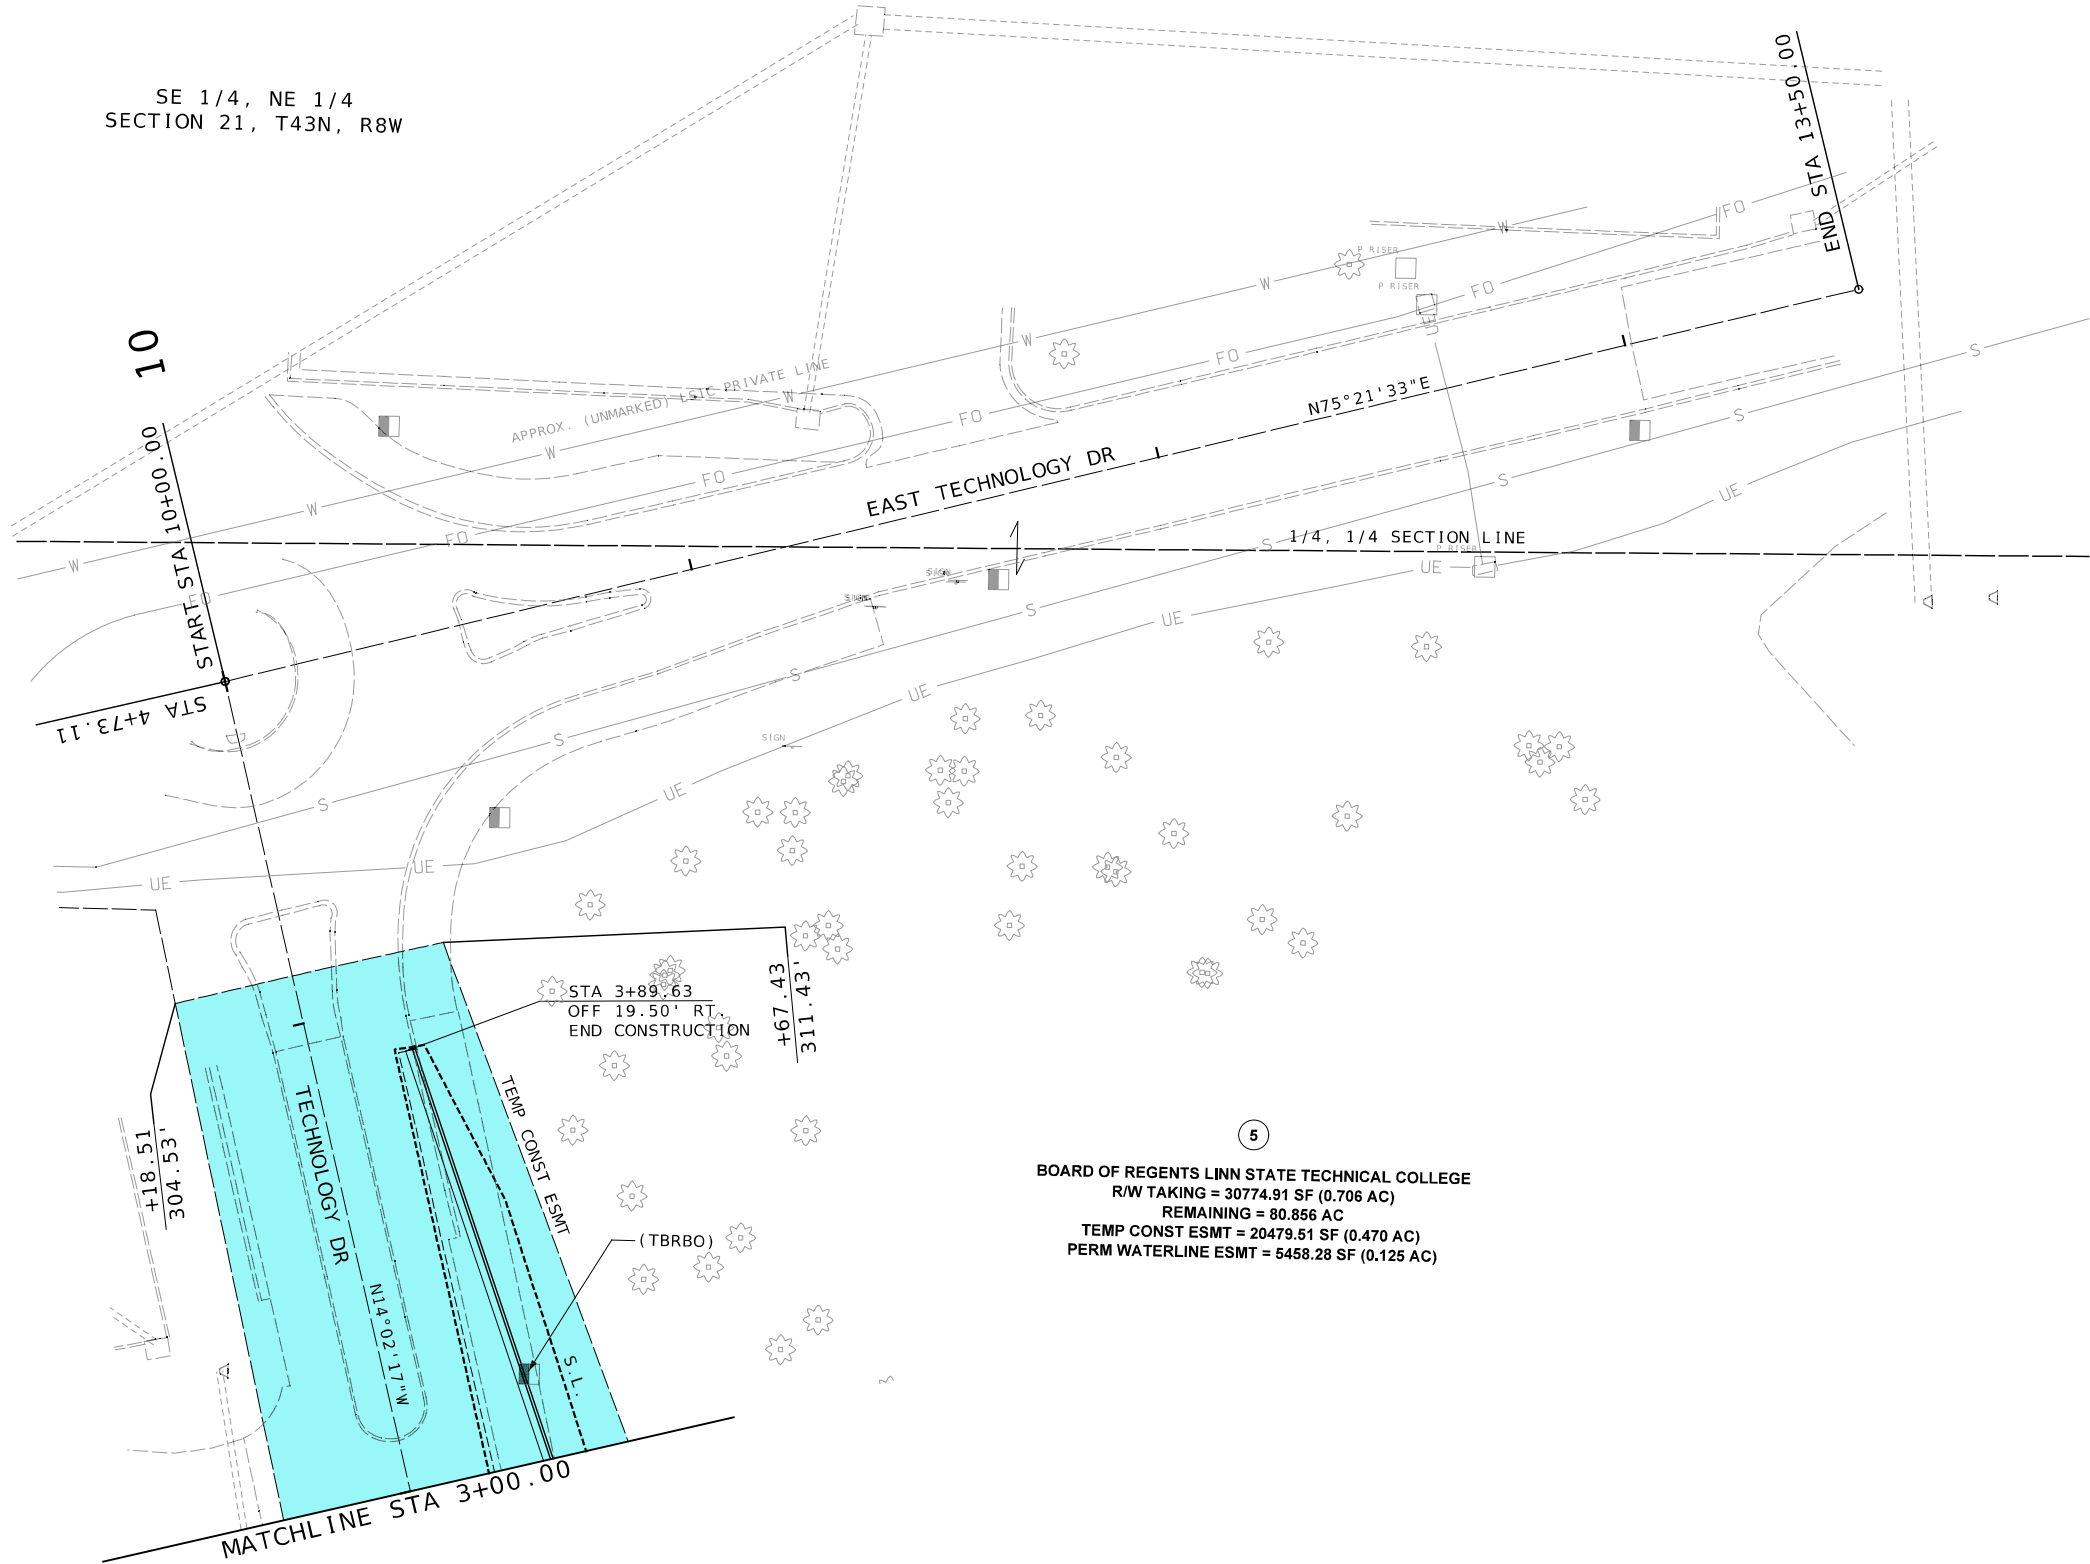 SE 1/4, NE 1/4
SECTION 21, T43N, R8W
END STA 13+50.00
10
START STA 10+00.00
STA 4+73.11
APPROX. (UNMARKED) LSTC PRIVATE LINE
W
W
W
W
W
W
W
FO
FO
FO
FO
FO
FO
FO
P RISER
P RISER
UE
N75°21'33"E
EAST TECHNOLOGY DR
1/4, 1/4 SECTION LINE
P RISER
S
S
S
S
S
S
S
S
UE
UE
UE
UE
UE
UE
UE
SIGN
SIGN
SIGN
D
STA 3+89.63
OFF 19.50' RT.
END CONSTRUCTION
+67.43
311.43'
+18.51
304.53'
TEMP CONST ESMT
TECHNOLOGY DR
N14°02'17"W
(TBRBO)
S.L.
MATCHLINE STA 3+00.00
5
BOARD OF REGENTS LINN STATE TECHNICAL COLLEGE
R/W TAKING = 30774.91 SF (0.706 AC)
REMAINING = 80.856 AC
TEMP CONST ESMT = 20479.51 SF (0.470 AC)
PERM WATERLINE ESMT = 5458.28 SF (0.125 AC)